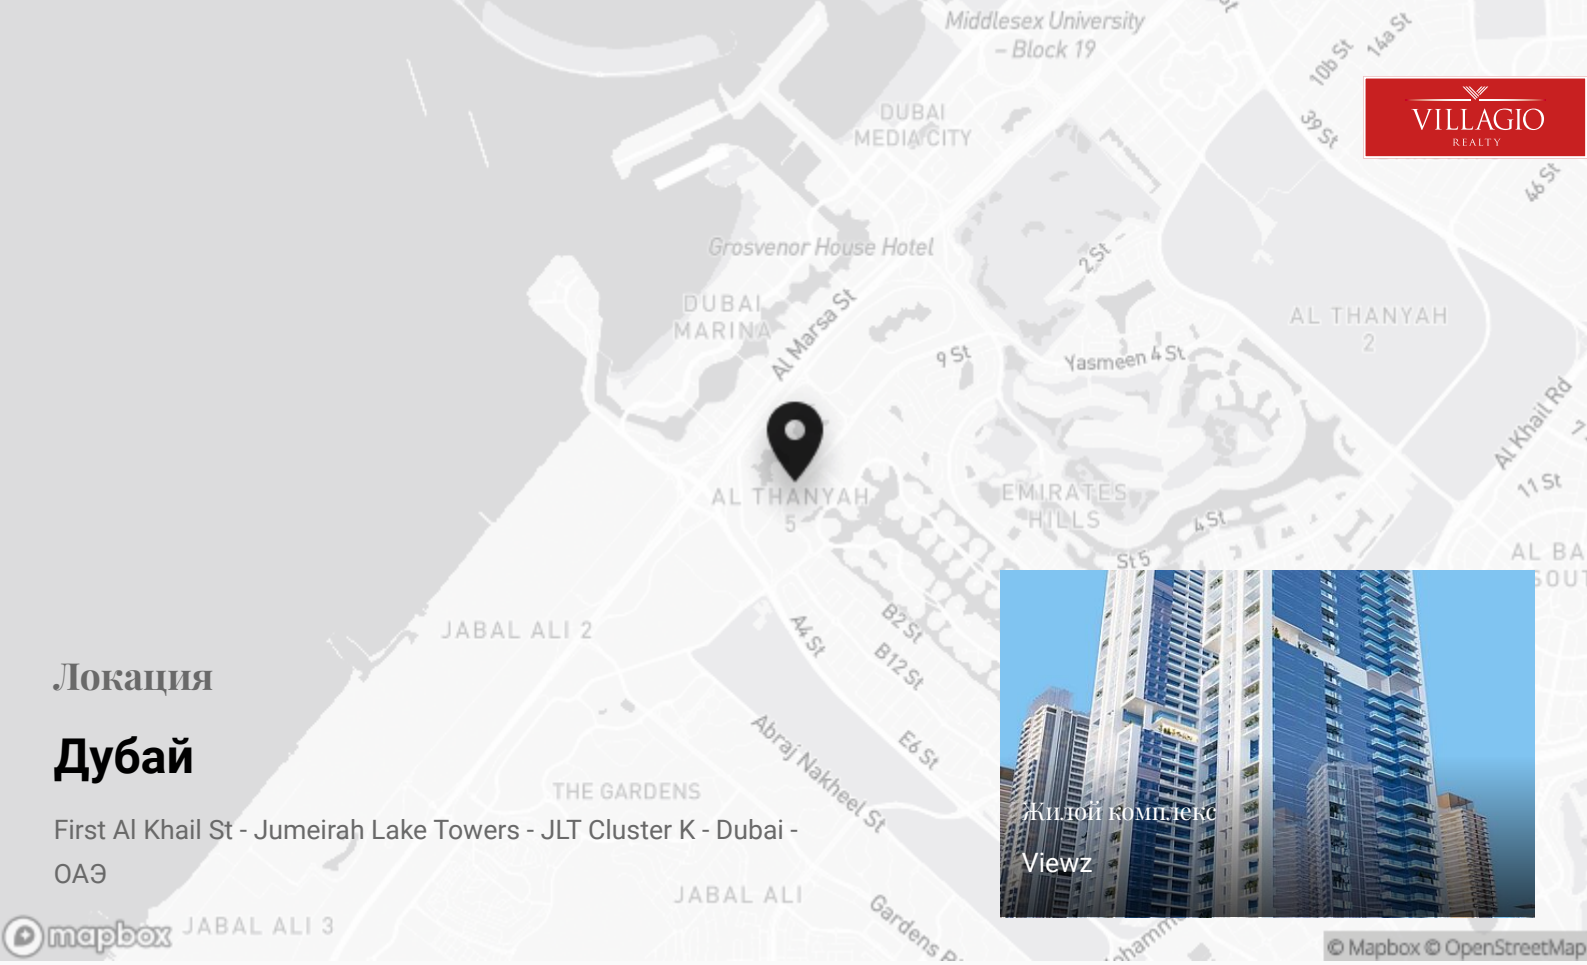 Middlesex University
– Block 19
10b St
14a St
39 St
VILLAGIO
REALTY
46 St
DUBAI
MEDIA CITY
Grosvenor House Hotel
2 St
DUBAI
MARINA
Al Marsa St
AL THANYAH
2
9 St
Yasmeen 4 St
Al Khail Rd
AL THANYAH
5
EMIRATES
HILLS
4 St
11 St
St 5
AL BA
SOUT
JABAL ALI 2
A4 St
B2 St
B12 St
Локация
Дубай
Abraj Nakheel St
E6 St
THE GARDENS
First Al Khail St - Jumeirah Lake Towers - JLT Cluster K - Dubai -
ОАЭ
Жилой комплекс
Viewz
JABAL ALI
JABAL ALI 3
Gardens B
ohamm
mapbox
© Mapbox © OpenStreetMap